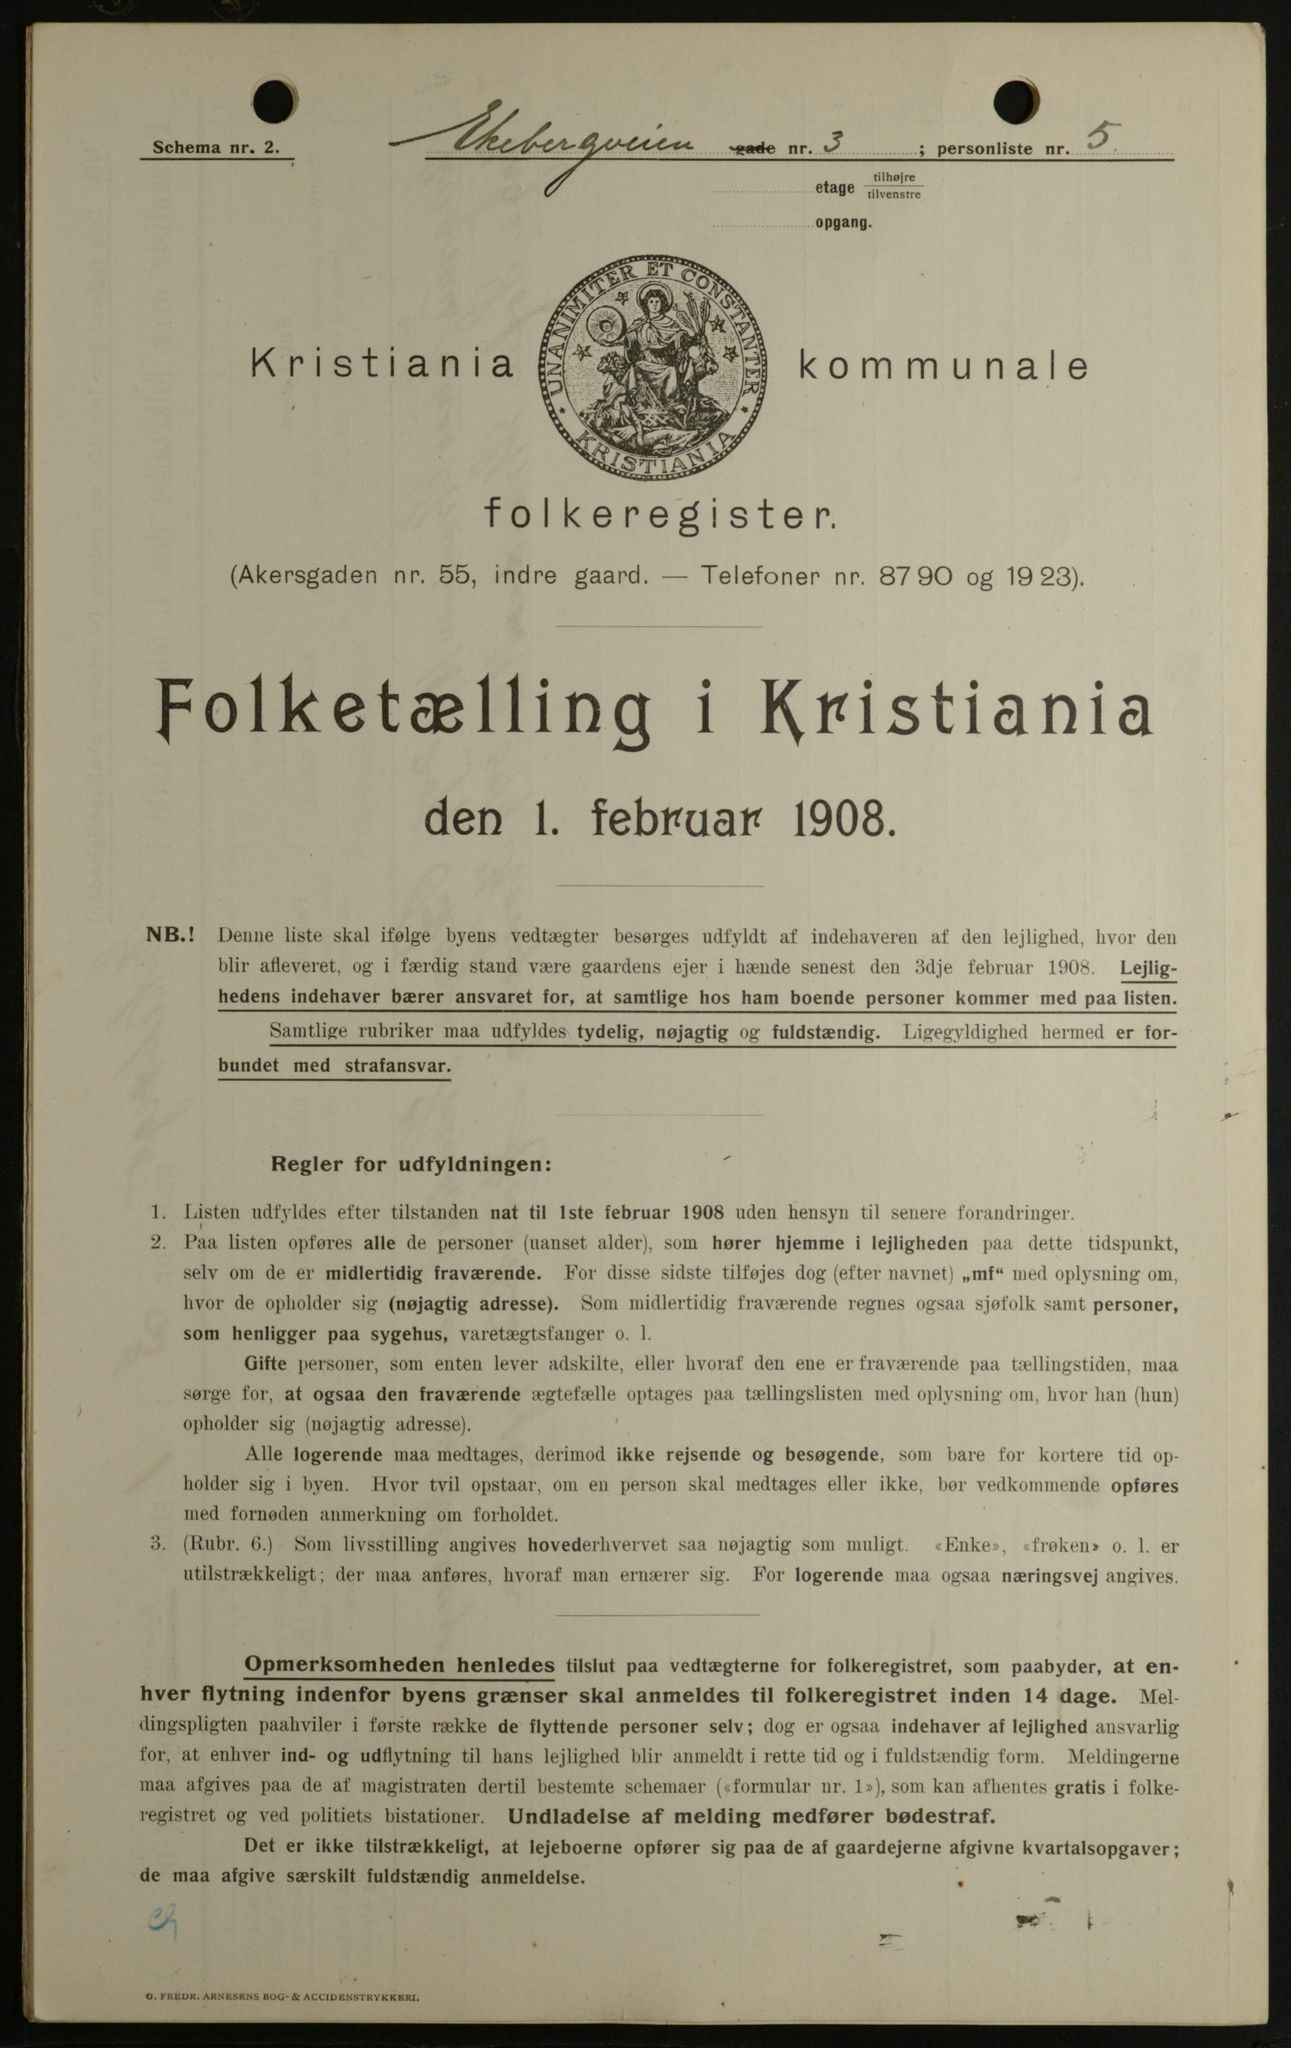 Schema nr. 2.
Ekebergveien gade nr. 3 ; personliste nr. 5
etage tilhøjre
tilvenstre
opgang.
UNANIMITER ET CONSTANTER
KRISTIANIA
Kristiania kommunale
folkeregister.
(Akersgaden nr. 55, indre gaard. — Telefoner nr. 87 90 og 19 23).
Folketælling i Kristiania
den 1. februar 1908.
NB.! Denne liste skal ifølge byens vedtægter besørges udfyldt af indehaveren af den lejlighed, hvor den
blir afleveret, og i færdig stand være gaardens ejer i hænde senest den 3dje februar 1908. Lejlig-
hedens indehaver bærer ansvaret for, at samtlige hos ham boende personer kommer med paa listen.
Samtlige rubriker maa udfyldes tydelig, nøjagtig og fuldstændig. Ligegyldighed hermed er for-
bundet med strafansvar.
Regler for udfyldningen:
1. Listen udfyldes efter tilstanden nat til 1ste februar 1908 uden hensyn til senere forandringer.
2. Paa listen opføres alle de personer (uanset alder), som hører hjemme i lejligheden paa dette tidspunkt,
selv om de er midlertidig fraværende. For disse sidste tilføjes dog (efter navnet) „mf“ med oplysning om,
hvor de opholder sig (nøjagtig adresse). Som midlertidig fraværende regnes ogsaa sjøfolk samt personer,
som henligger paa sygehus, varetægtsfanger o. l.
Gifte personer, som enten lever adskilte, eller hvoraf den ene er fraværende paa tællingstiden, maa
sørge for, at ogsaa den fraværende ægtefælle optages paa tællingslisten med oplysning om, hvor han (hun)
opholder sig (nøjagtig adresse).
Alle logerende maa medtages, derimod ikke rejsende og besøgende, som bare for kortere tid op-
holder sig i byen. Hvor tvil opstaar, om en person skal medtages eller ikke, bør vedkommende opføres
med fornøden anmerkning om forholdet.
3. (Rubr. 6.) Som livsstilling angives hovederhvervet saa nøjagtig som muligt. «Enke», «frøken» o. l. er
utilstrækkeligt; der maa anføres, hvoraf man ernærer sig. For logerende maa ogsaa næringsvej angives.
Opmerksomheden henledes tilslut paa vedtægterne for folkeregistret, som paabyder, at en-
hver flytning indenfor byens grænser skal anmeldes til folkeregistret inden 14 dage. Mel-
dingspligten paahviler i første række de flyttende personer selv; dog er ogsaa indehaver af lejlighed ansvarlig
for, at enhver ind- og udflytning til hans lejlighed blir anmeldt i rette tid og i fuldstændig form. Meldingerne
maa afgives paa de af magistraten dertil bestemte schemaer («formular nr. 1»), som kan afhentes gratis i folke-
registret og ved politiets bistationer. Undladelse af melding medfører bødestraf.
Det er ikke tilstrækkeligt, at lejeboerne opfører sig paa de af gaardejerne afgivne kvartalsopgaver;
de maa afgive særskilt fuldstændig anmeldelse.
O. FREDR. ARNESENS BOG- & ACCIDENSTRYKKERI.